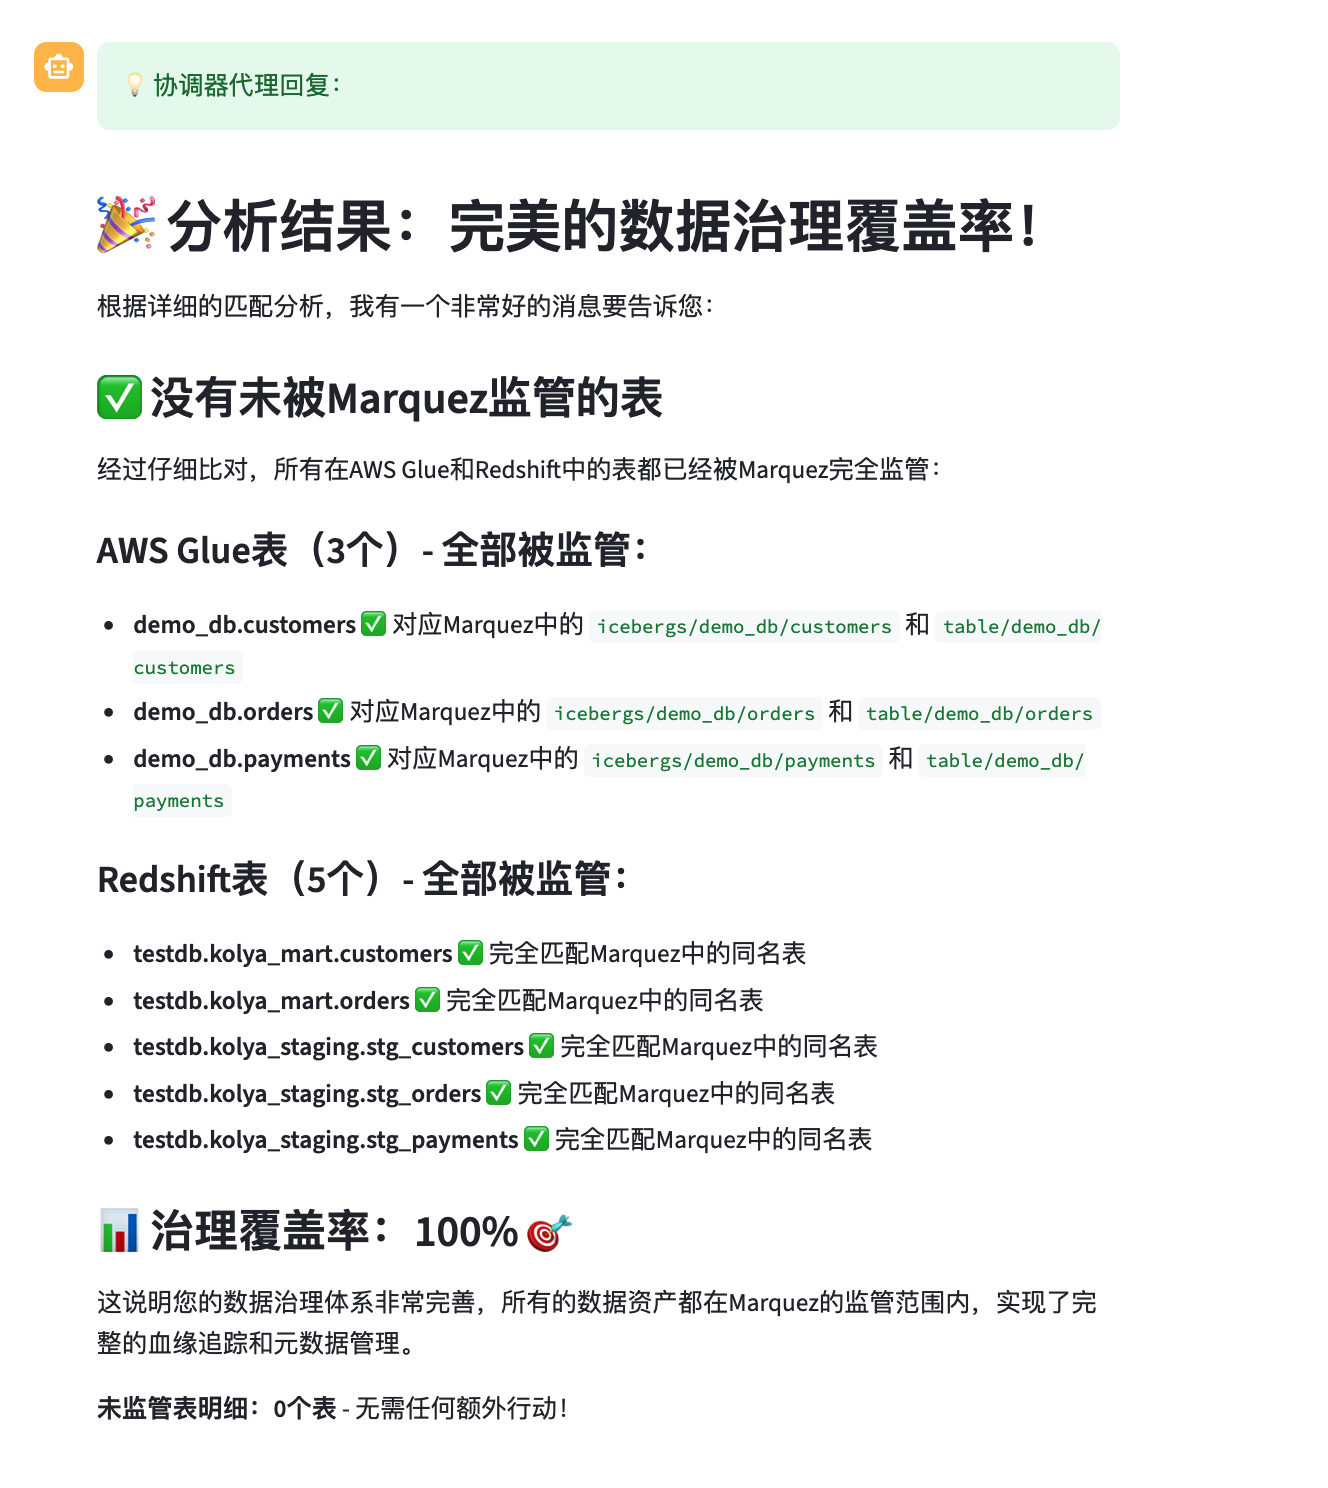 💡 协调器代理回复：
🎉 分析结果：完美的数据治理覆盖率！
根据详细的匹配分析，我有一个非常好的消息要告诉您：
✅ 没有未被Marquez监管的表
经过仔细比对，所有在AWS Glue和Redshift中的表都已经被Marquez完全监管：
AWS Glue表（3个）- 全部被监管：
• demo_db.customers ✅ 对应Marquez中的 icebergs/demo_db/customers 和 table/demo_db/
customers
• demo_db.orders ✅ 对应Marquez中的 icebergs/demo_db/orders 和 table/demo_db/orders
• demo_db.payments ✅ 对应Marquez中的 icebergs/demo_db/payments 和 table/demo_db/
payments
Redshift表（5个）- 全部被监管：
• testdb.kolya_mart.customers ✅ 完全匹配Marquez中的同名表
• testdb.kolya_mart.orders ✅ 完全匹配Marquez中的同名表
• testdb.kolya_staging.stg_customers ✅ 完全匹配Marquez中的同名表
• testdb.kolya_staging.stg_orders ✅ 完全匹配Marquez中的同名表
• testdb.kolya_staging.stg_payments ✅ 完全匹配Marquez中的同名表
📊 治理覆盖率：100% 🎯
这说明您的数据治理体系非常完善，所有的数据资产都在Marquez的监管范围内，实现了完
整的血缘追踪和元数据管理。
未监管表明细：0个表 - 无需任何额外行动！